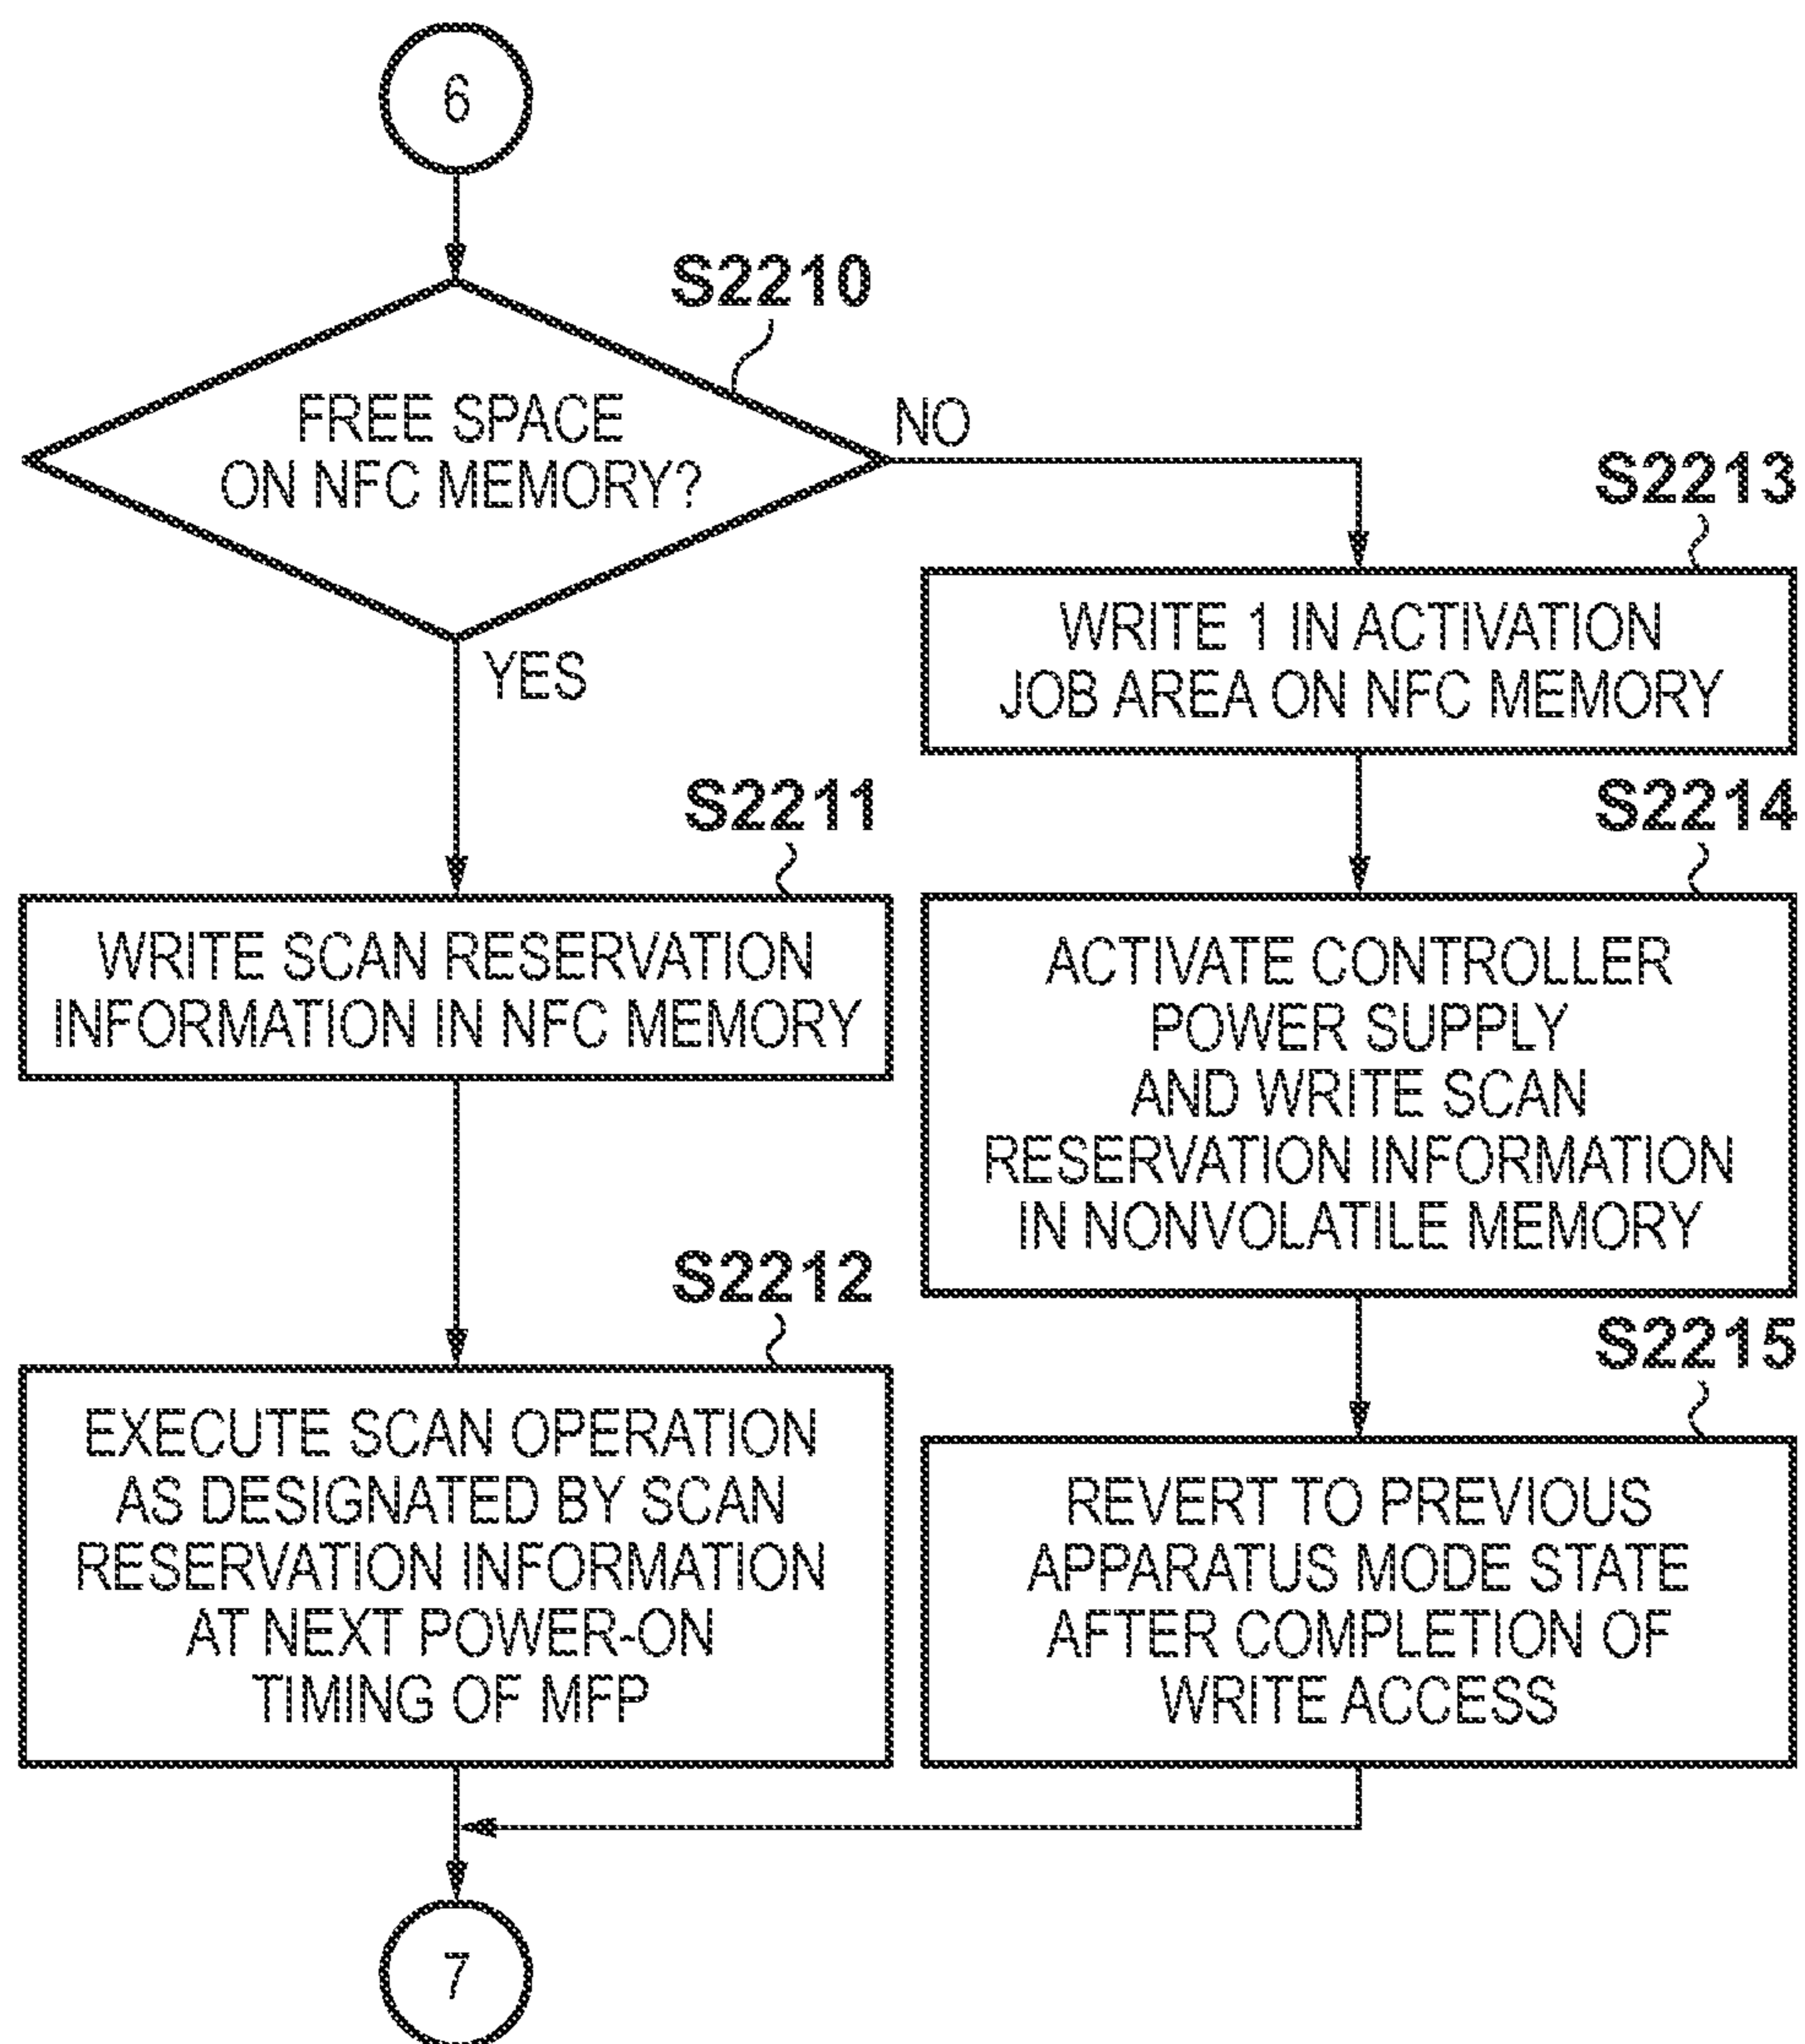 6
S2210
FREE SPACE
ON NFC MEMORY?
NO
YES
S2213
WRITE 1 IN ACTIVATION
JOB AREA ON NFC MEMORY
S2211
WRITE SCAN RESERVATION
INFORMATION IN NFC MEMORY
S2214
ACTIVATE CONTROLLER
POWER SUPPLY
AND WRITE SCAN
RESERVATION INFORMATION
IN NONVOLATILE MEMORY
S2212
EXECUTE SCAN OPERATION
AS DESIGNATED BY SCAN
RESERVATION INFORMATION
AT NEXT POWER-ON
TIMING OF MFP
S2215
REVERT TO PREVIOUS
APPARATUS MODE STATE
AFTER COMPLETION OF
WRITE ACCESS
7